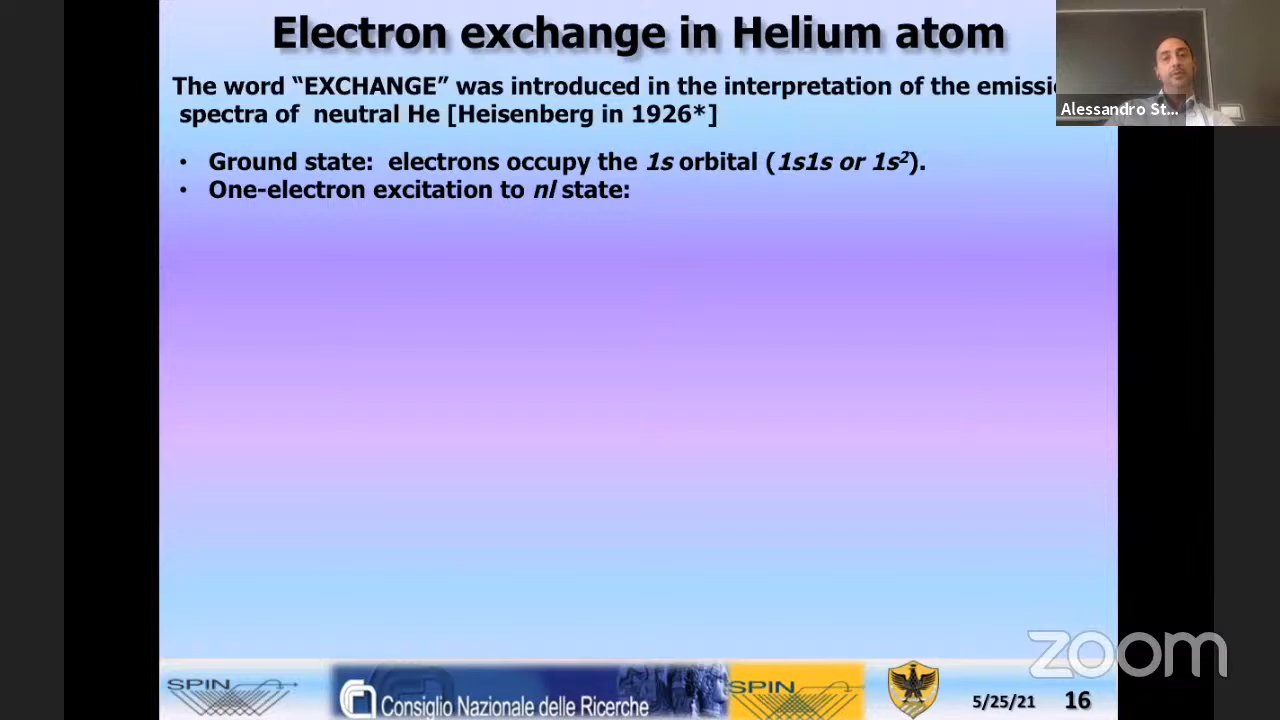 Electron exchange in Helium atom
The word “EXCHANGE” was introduced in the interpretation of the emissi
spectra of neutral He [Heisenberg in 1926*]
• Ground state: electrons occupy the 1s orbital (1s1s or 1s²).
• One-electron excitation to nl state:
Alessandro St...
zoom
SPIN
Consiglio Nazionale delle Ricerche
SPIN
5/25/21
16